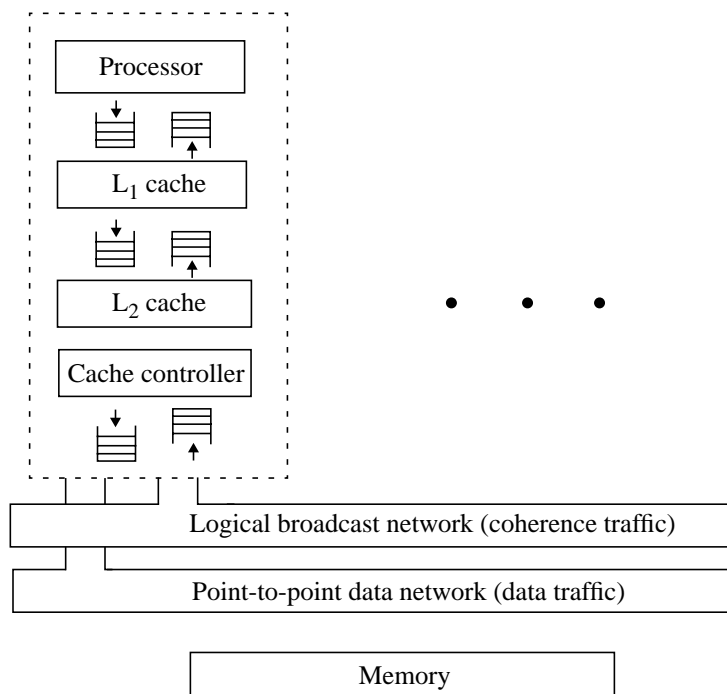 Processor
L1 cache
L2 cache
Cache controller
Logical broadcast network (coherence traffic)
Point-to-point data network (data traffic)
Memory